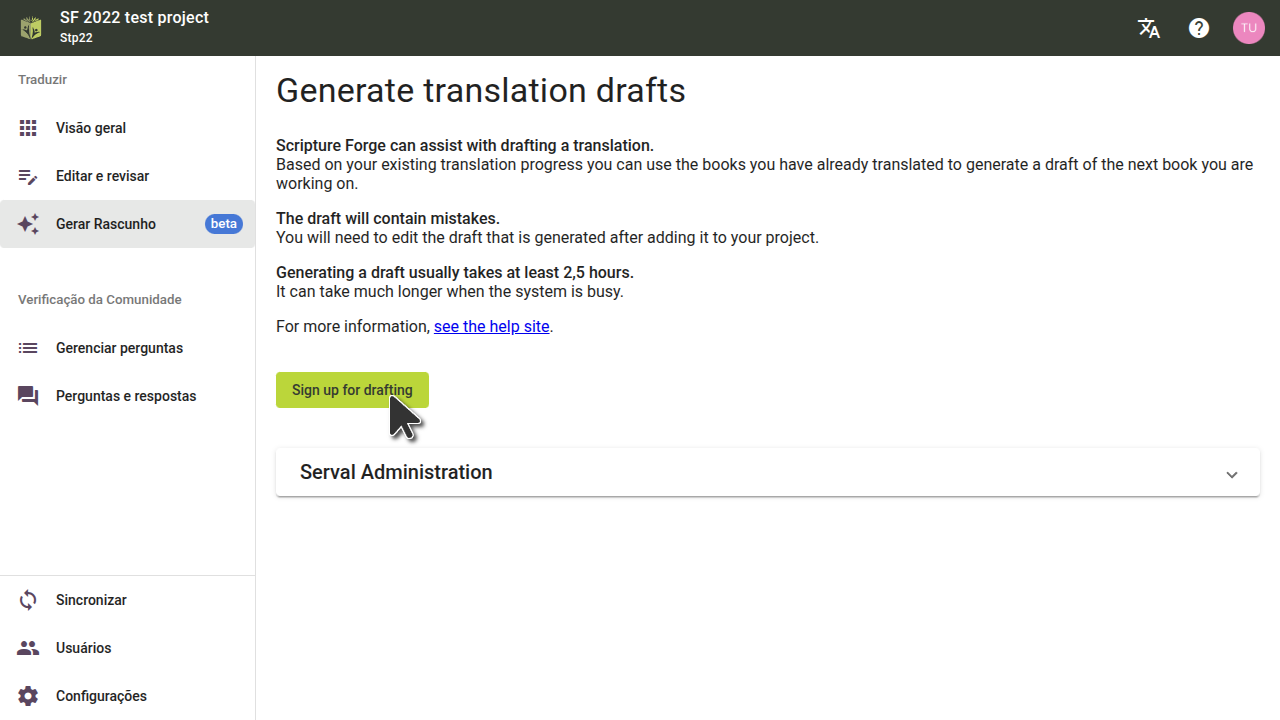 SF 2022 test project
Stp22
TU
Traduzir
Visão geral
Editar e revisar
Gerar Rascunho beta
Verificação da Comunidade
Gerenciar perguntas
Perguntas e respostas
Sincronizar
Usuários
Configurações
Generate translation drafts
Scripture Forge can assist with drafting a translation.
Based on your existing translation progress you can use the books you have already translated to generate a draft of the next book you are
working on.
The draft will contain mistakes.
You will need to edit the draft that is generated after adding it to your project.
Generating a draft usually takes at least 2,5 hours.
It can take much longer when the system is busy.
For more information, see the help site.
Sign up for drafting
Serval Administration